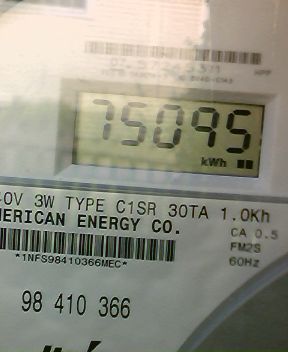 75095
kWh
0V 3W TYPE C1SR 30TA 1.0Kh
MERICAN ENERGY CO.
CA 0.5
FM2S
60Hz
*1NFS98410366MEC*
98 410 366